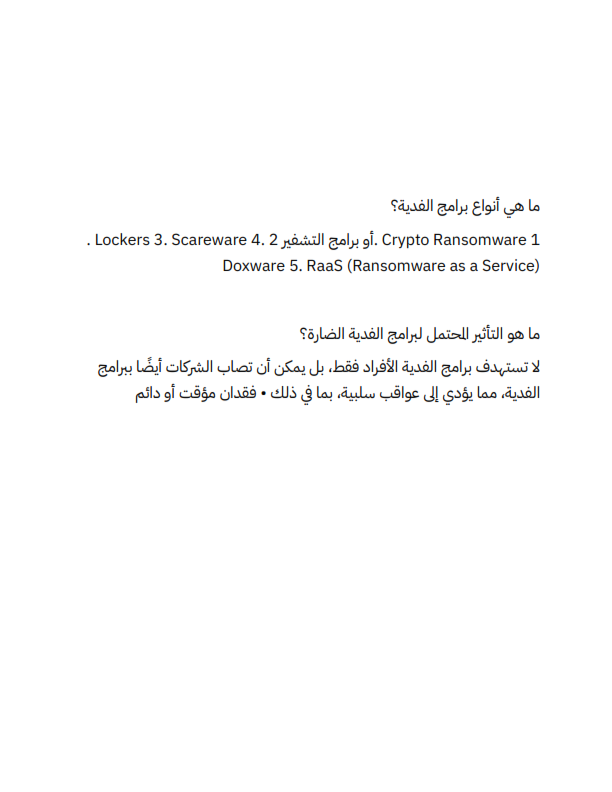 ما هي أنواع برامج الفدية؟
1 Crypto Ransomware .أو برامج التشفير 2 .Lockers 3. Scareware 4 .
Doxware 5. RaaS (Ransomware as a Service)
ما هو التأثير المحتمل لبرامج الفدية الضارة؟
لا تستهدف برامج الفدية الأفراد فقط، بل يمكن أن تصاب الشركات أيضًا ببرامج
الفدية، مما يؤدي إلى عواقب سلبية، بما في ذلك • فقدان مؤقت أو دائم